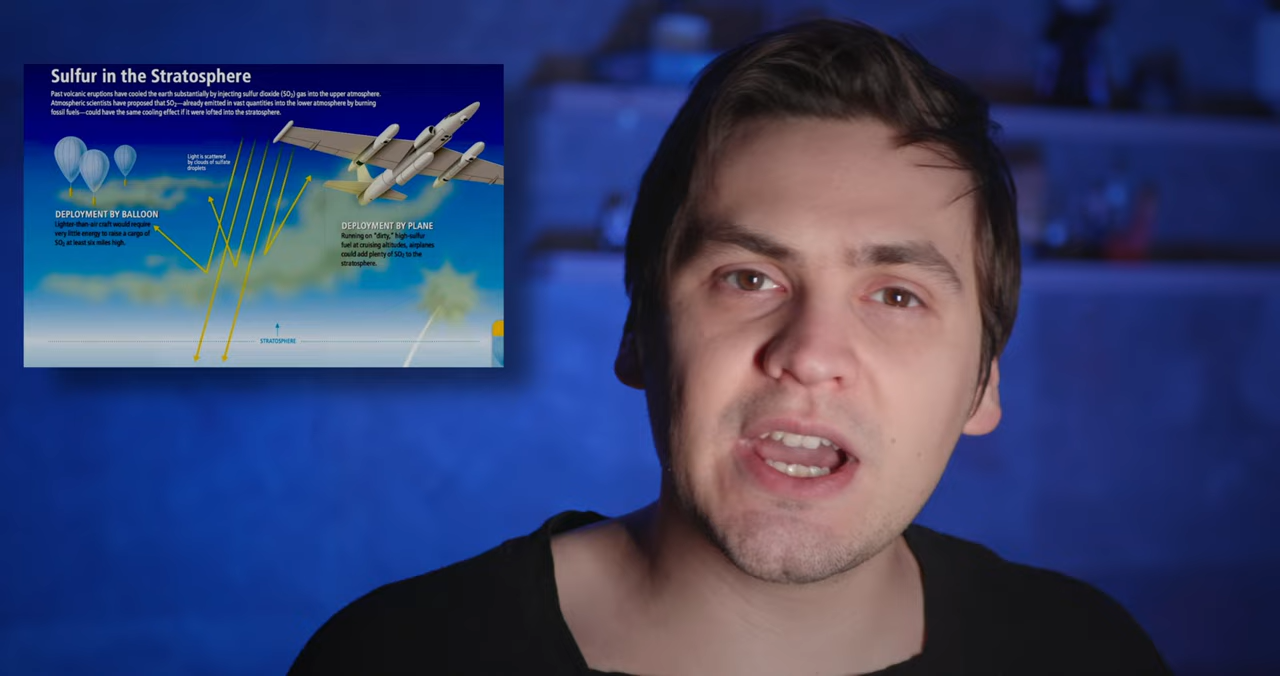 Sulfur in the Stratosphere
Past volcanic eruptions have cooled the earth substantially by injecting sulfur dioxide (SO₂) gas into the upper atmosphere.
Atmospheric scientists have proposed that SO₂—already emitted in vast quantities into the lower atmosphere by burning
fossil fuels—could have the same cooling effect if it were lofted into the stratosphere.
Light is scattered
by clouds of sulfate
droplets
DEPLOYMENT BY BALLOON
Lighter-than-air craft would require
very little energy to raise a cargo of
SO₂ at least six miles high.
DEPLOYMENT BY PLANE
Running on "dirty," high-sulfur
fuel at cruising altitudes, airplanes
could add plenty of SO₂ to the
stratosphere.
STRATOSPHERE